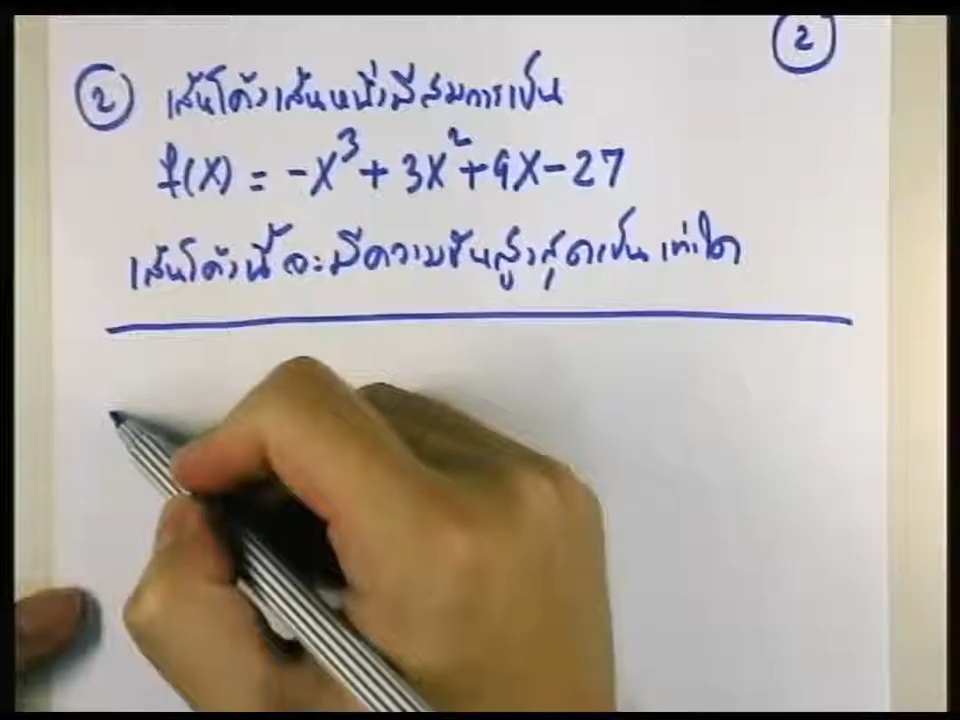 2
2 เส้นโค้งเส้นหนึ่งมีสมการเป็น
f(x) = -x³ + 3x² + 9x - 27
เส้นโค้งนี้จะมีความชันสูงสุดเป็นเท่าใด